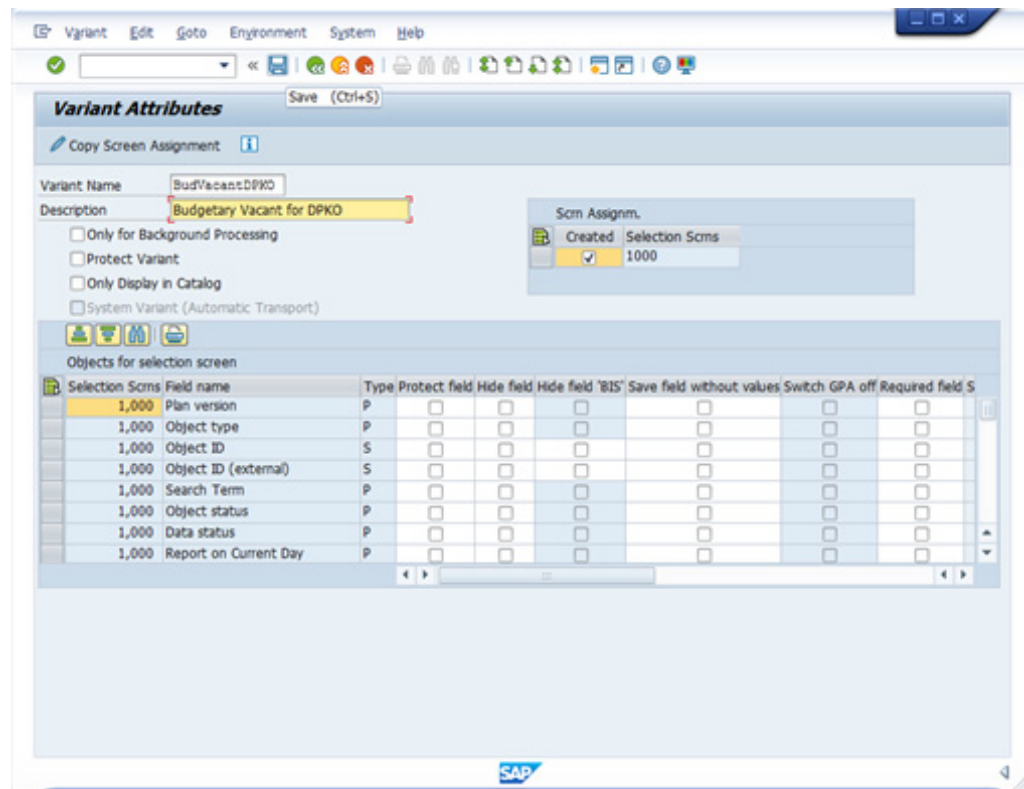 Variant Edit Goto Environment System Help
Save (Ctrl+S)
Variant Attributes
Copy Screen Assignment
Variant Name BudVacantDPKO
Description Budgetary Vacant for DPKO
Scrn Assignm.
Only for Background Processing
Created Selection Scrns
Protect Variant
1000
Only Display in Catalog
System Variant (Automatic Transport)
Objects for selection screen
Selection Scrns Field name Type Protect field Hide field Hide field 'BIS' Save field without values Switch GPA off Required field S
1,000 Plan version P
1,000 Object type P
1,000 Object ID S
1,000 Object ID (external) S
1,000 Search Term P
1,000 Object status P
1,000 Data status P
1,000 Report on Current Day P
SAP